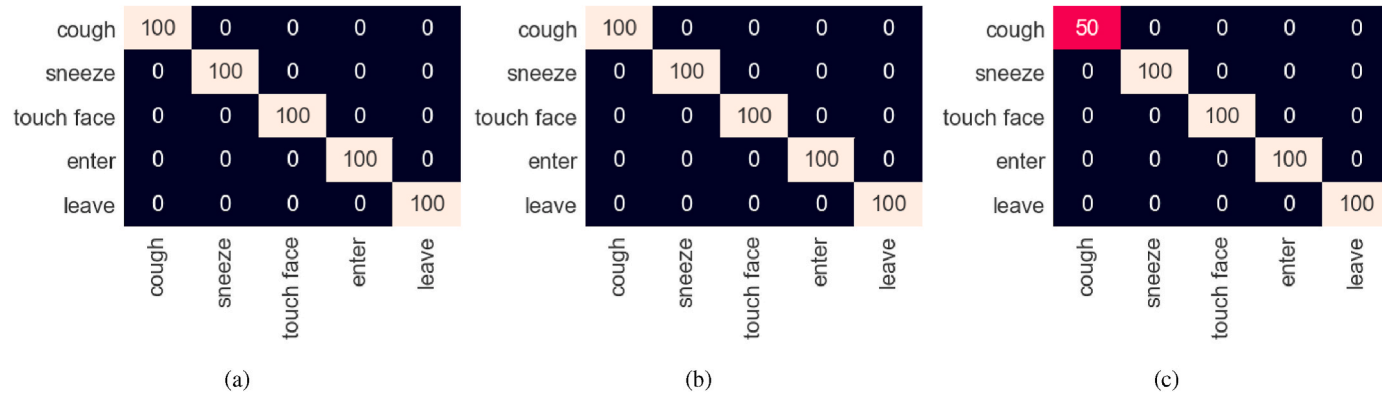 cough 100 0 0 0 0
sneeze 0 100 0 0 0
touch face 0 0 100 0 0
enter 0 0 0 100 0
leave 0 0 0 0 100
cough sneeze touch face enter leave
(a)
cough 100 0 0 0 0
sneeze 0 100 0 0 0
touch face 0 0 100 0 0
enter 0 0 0 100 0
leave 0 0 0 0 100
cough sneeze touch face enter leave
(b)
cough 50 0 0 0 0
sneeze 0 100 0 0 0
touch face 0 0 100 0 0
enter 0 0 0 100 0
leave 0 0 0 0 100
cough sneeze touch face enter leave
(c)